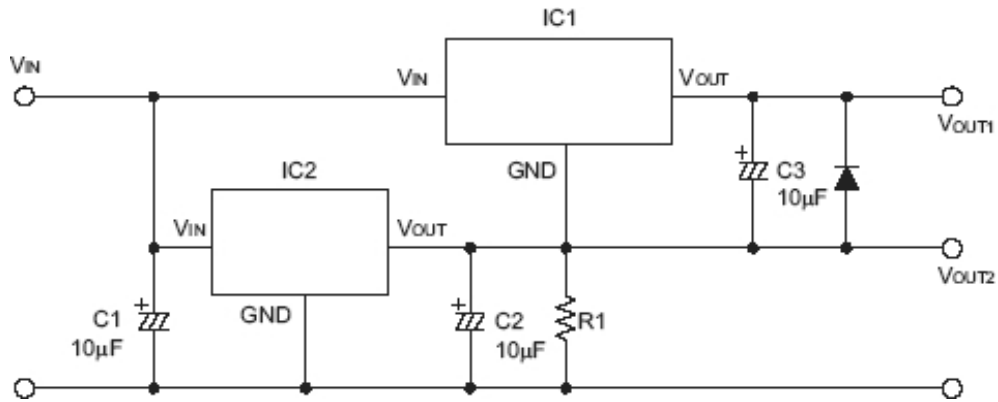 IC1
VIN
VIN
VOUT
VOUT1
GND
C3
10µF
IC2
VIN
VOUT
VOUT2
GND
C1
10µF
C2
10µF
R1